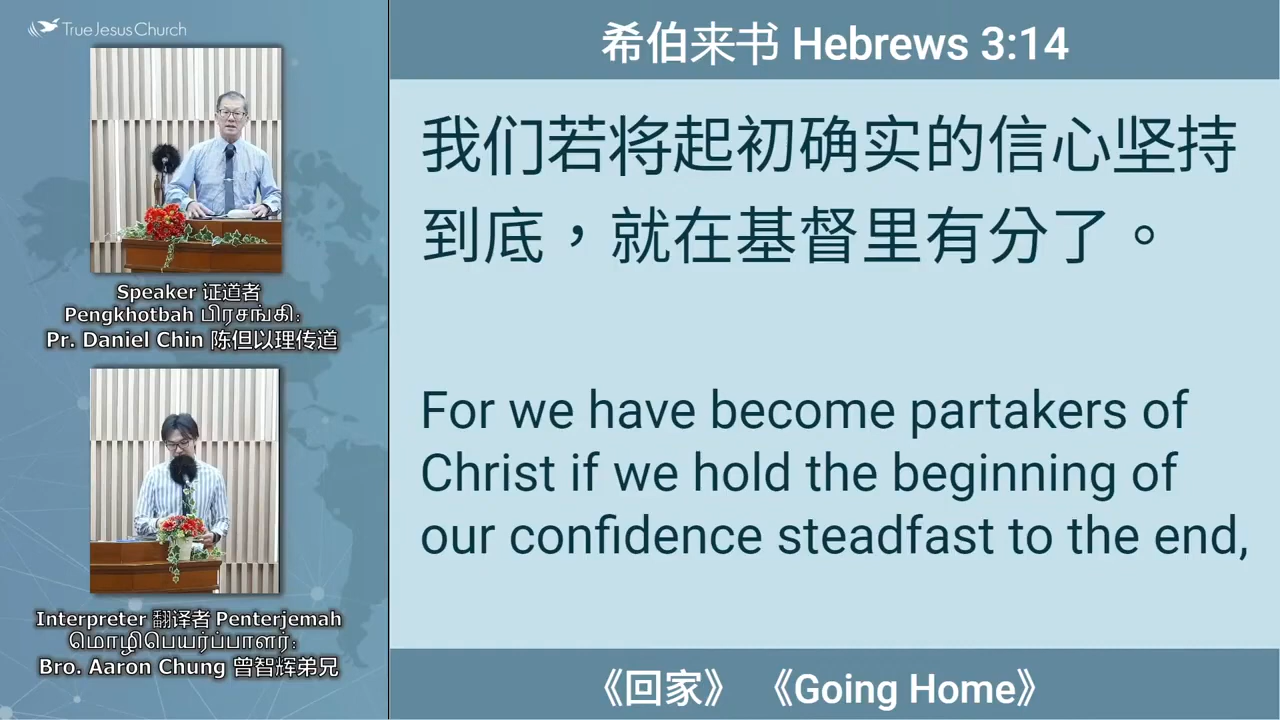 True Jesus Church
Speaker 证道者
Pengkhotbah பிரசங்கி:
Pr. Daniel Chin 陈但以理传道
Interpreter 翻译者 Penterjemah
மொழிபெயர்ப்பாளர்:
Bro. Aaron Chung 曾智辉弟兄
希伯来书 Hebrews 3:14
我们若将起初确实的信心坚持
到底，就在基督里有分了。
For we have become partakers of
Christ if we hold the beginning of
our confidence steadfast to the end,
《回家》 《Going Home》